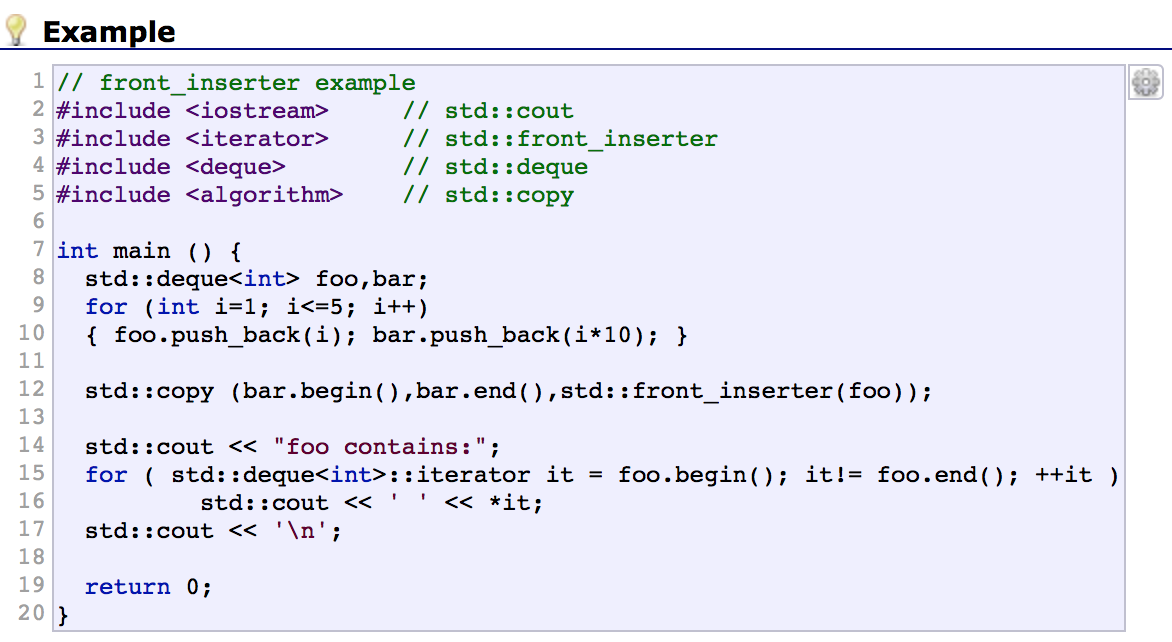 Example
1 // front_inserter example
2 #include <iostream>     // std::cout
3 #include <iterator>     // std::front_inserter
4 #include <deque>        // std::deque
5 #include <algorithm>    // std::copy
6
7 int main () {
8   std::deque<int> foo,bar;
9   for (int i=1; i<=5; i++)
10   { foo.push_back(i); bar.push_back(i*10); }
11
12   std::copy (bar.begin(),bar.end(),std::front_inserter(foo));
13
14   std::cout << "foo contains:";
15   for ( std::deque<int>::iterator it = foo.begin(); it!= foo.end(); ++it )
16           std::cout << ' ' << *it;
17   std::cout << '\n';
18
19   return 0;
20 }